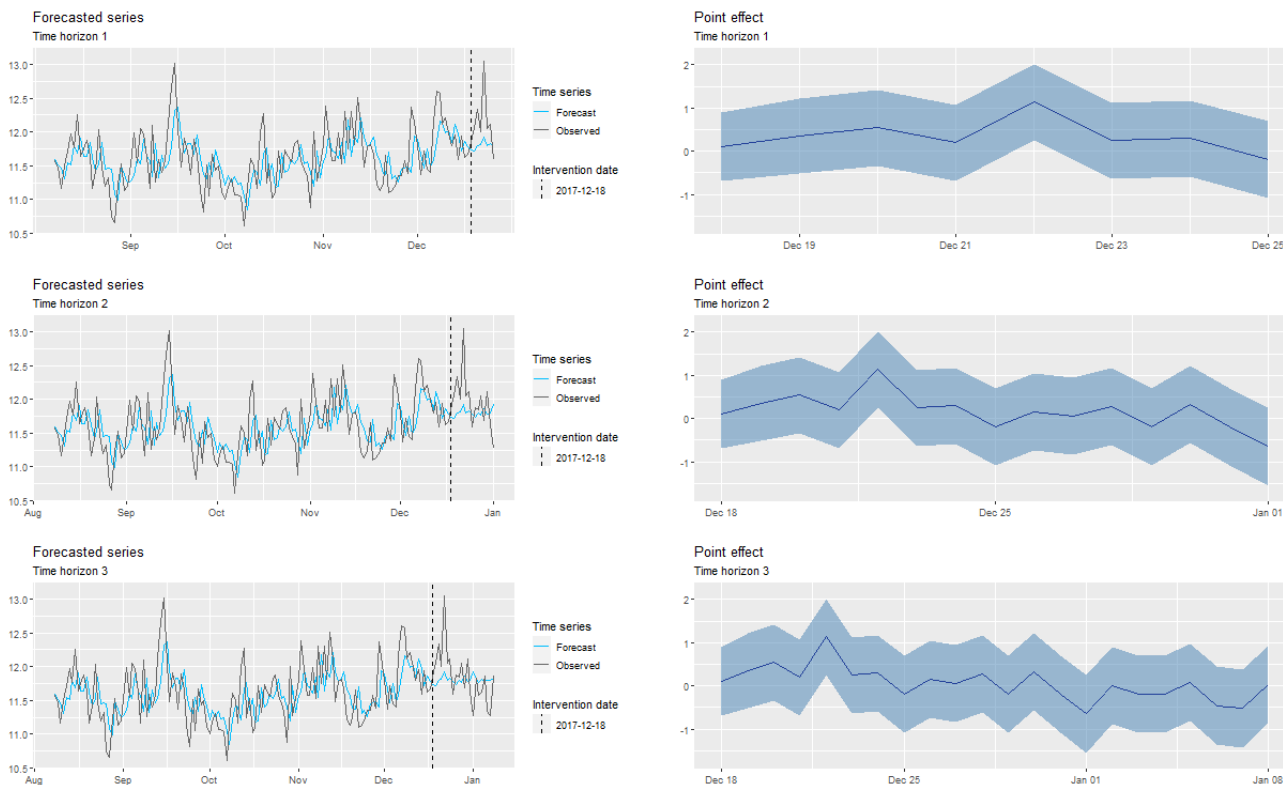 Forecasted series
Time horizon 1
13.0
12.5
12.0
11.5
11.0
10.5
Sep
Oct
Nov
Dec
Time series
Forecast
Observed
Intervention date
2017-12-18
Point effect
Time horizon 1
2
1
0
-1
Dec 19
Dec 21
Dec 23
Dec 25
Forecasted series
Time horizon 2
13.0
12.5
12.0
11.5
11.0
10.5
Aug
Sep
Oct
Nov
Dec
Jan
Time series
Forecast
Observed
Intervention date
2017-12-18
Point effect
Time horizon 2
2
1
0
-1
Dec 18
Dec 25
Jan 01
Forecasted series
Time horizon 3
13.0
12.5
12.0
11.5
11.0
10.5
Aug
Sep
Oct
Nov
Dec
Jan
Time series
Forecast
Observed
Intervention date
2017-12-18
Point effect
Time horizon 3
2
1
0
-1
Dec 18
Dec 25
Jan 01
Jan 08